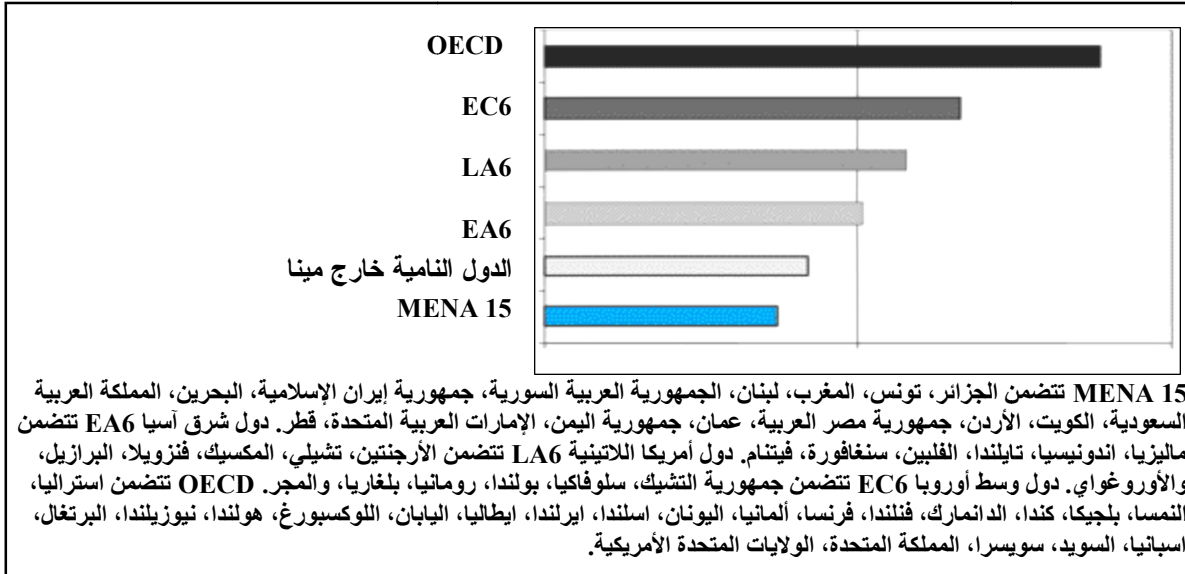 OECD
EC6
LA6
EA6
الدول النامية خارج مينا
MENA 15
MENA 15 تتضمن الجزائر، تونس، المغرب، لبنان، الجمهورية العربية السورية، جمهورية إيران الإسلامية، البحرين، المملكة العربية
السعودية، الكويت، الأردن، جمهورية مصر العربية، عمان، جمهورية اليمن، الإمارات العربية المتحدة، قطر. دول شرق آسيا EA6 تتضمن
ماليزيا، اندونيسيا، تايلندا، الفلبين، سنغافورة، فيتنام. دول أمريكا اللاتينية LA6 تتضمن الأرجنتين، تشيلي، المكسيك، فنزويلا، البرازيل،
والأوروغواي. دول وسط أوروبا EC6 تتضمن جمهورية التشيك، سلوفاكيا، بولندا، رومانيا، بلغاريا، والمجر. OECD تتضمن استراليا،
النمسا، بلجيكا، كندا، الدانمارك، فنلندا، فرنسا، ألمانيا، اليونان، اسلندا، ايرلندا، ايطاليا، اليابان، اللوكسبورغ، هولندا، نيوزيلندا، البرتغال،
اسبانيا، السويد، سويسرا، المملكة المتحدة، الولايات المتحدة الأمريكية.